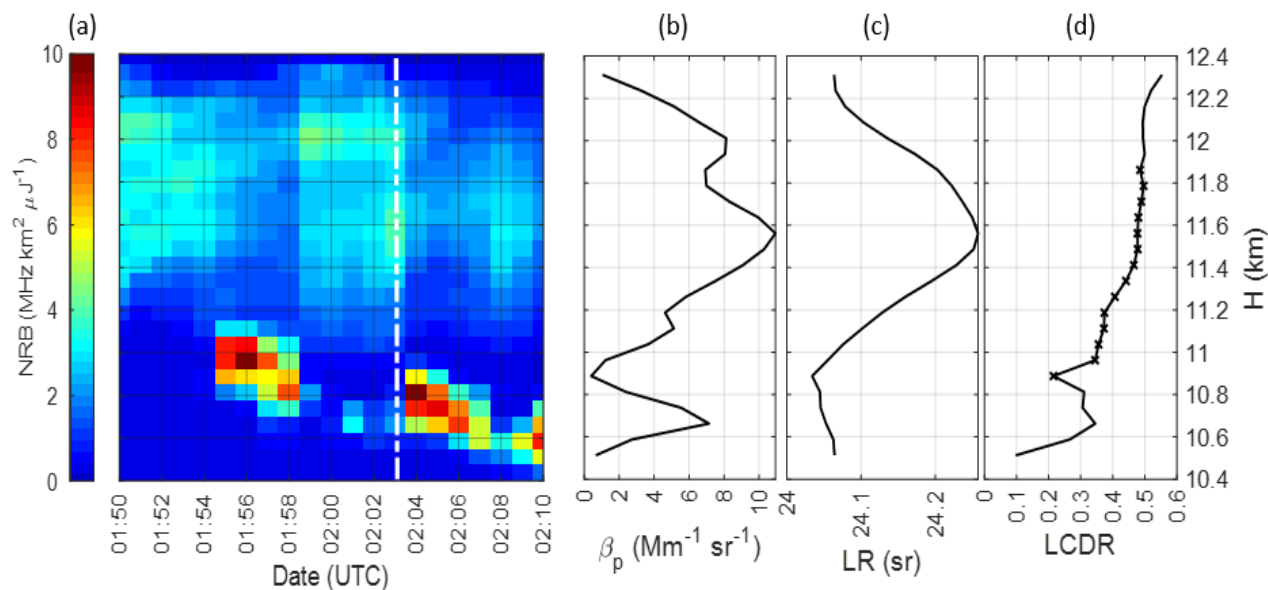 (a) (b) (c) (d)
10
8
6
4
2
0
NRB (MHz km² μ J⁻¹)
01:50 01:52 01:54 01:56 01:58 02:00 02:02 02:04 02:06 02:08 02:10
Date (UTC)
0 2 4 6 8 10
βp (Mm⁻¹ sr⁻¹)
24 24.1 24.2
LR (sr)
0 0.1 0.2 0.3 0.4 0.5 0.6
LCDR
12.4
12.2
12
11.8
11.6
11.4
11.2
11
10.8
10.6
10.4
H (km)